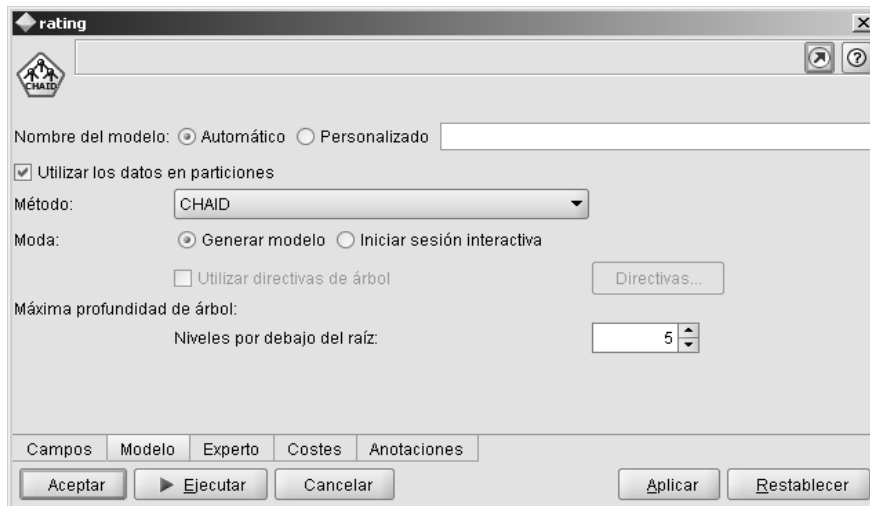 rating
CHAID
Nombre del modelo: Automático Personalizado
Utilizar los datos en particiones
Método: CHAID
Moda: Generar modelo Iniciar sesión interactiva
Utilizar directivas de árbol Directivas...
Máxima profundidad de árbol:
Niveles por debajo del raíz: 5
Campos Modelo Experto Costes Anotaciones
Aceptar Ejecutar Cancelar Aplicar Restablecer